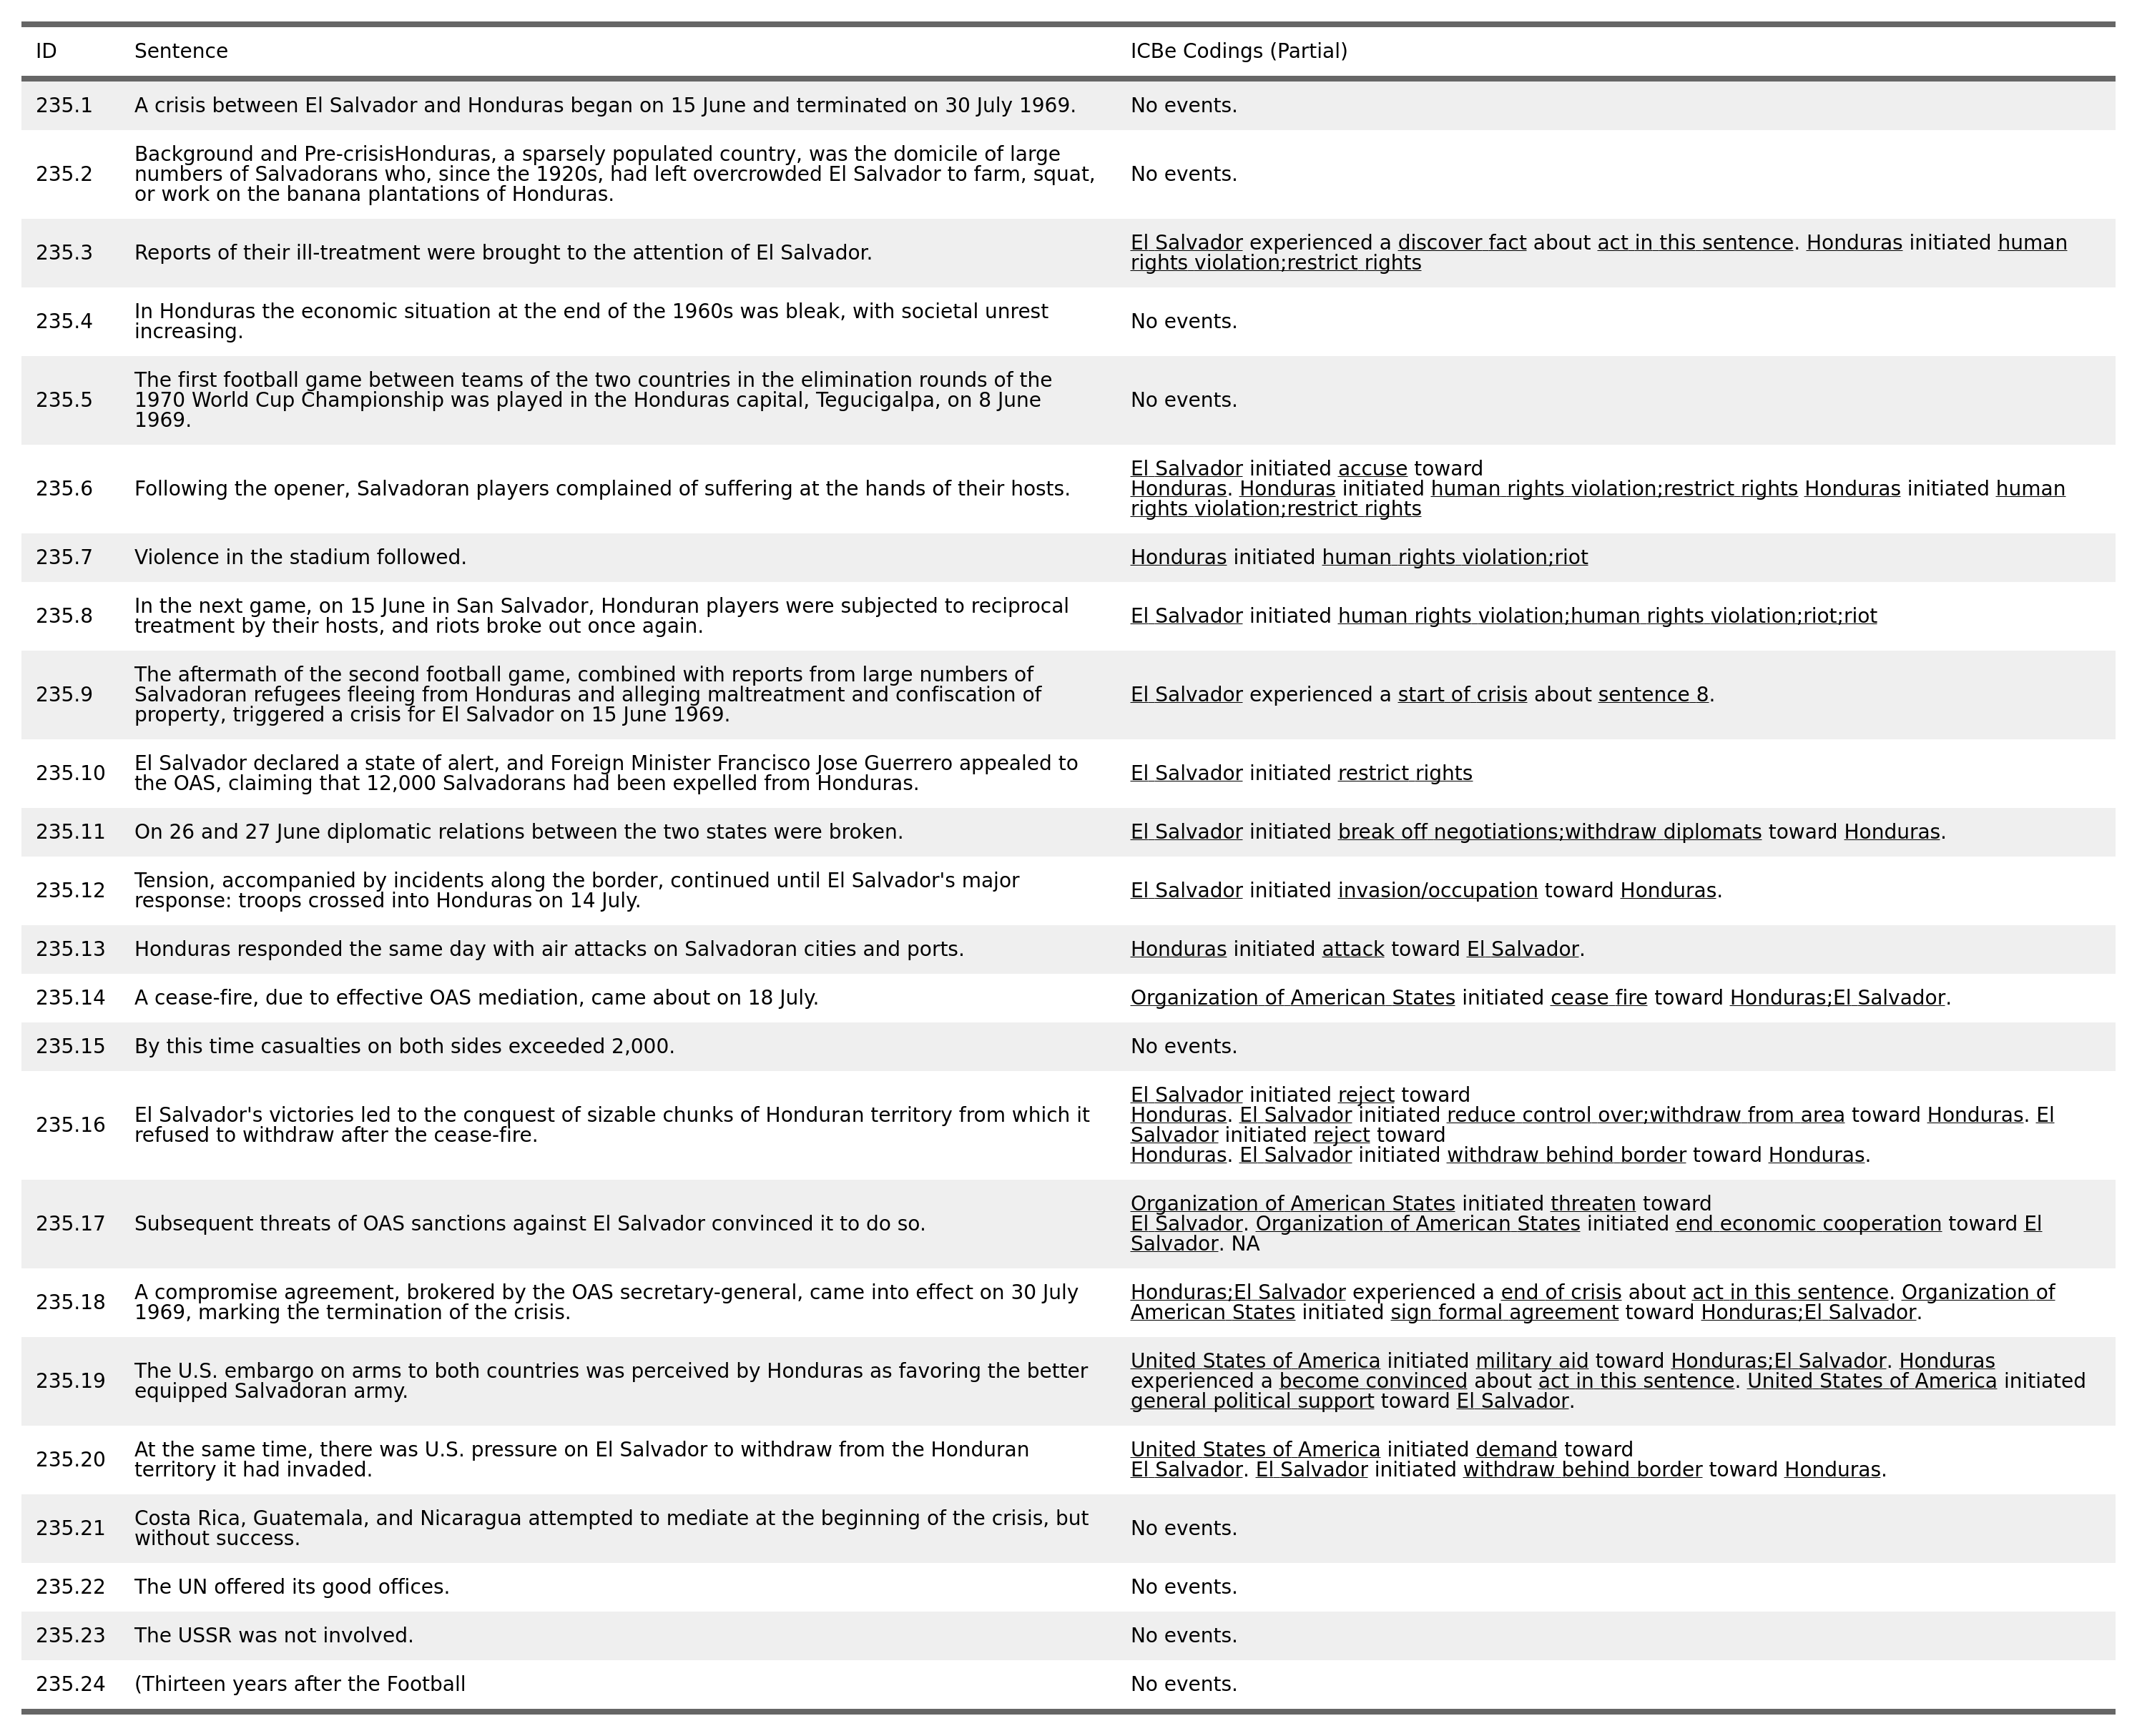 ID Sentence ICBe Codings (Partial)
235.1 A crisis between El Salvador and Honduras began on 15 June and terminated on 30 July 1969. No events.
235.2 Background and Pre-crisisHonduras, a sparsely populated country, was the domicile of large
numbers of Salvadorans who, since the 1920s, had left overcrowded El Salvador to farm, squat,
or work on the banana plantations of Honduras.
No events.
235.3 Reports of their ill-treatment were brought to the attention of El Salvador.
El Salvador experienced a discover fact about act in this sentence. Honduras initiated human
rights violation;restrict rights
235.4 In Honduras the economic situation at the end of the 1960s was bleak, with societal unrest
increasing.
No events.
235.5 The first football game between teams of the two countries in the elimination rounds of the
1970 World Cup Championship was played in the Honduras capital, Tegucigalpa, on 8 June
1969.
No events.
235.6 Following the opener, Salvadoran players complained of suffering at the hands of their hosts.
El Salvador initiated accuse toward
Honduras. Honduras initiated human rights violation;restrict rights Honduras initiated human
rights violation;restrict rights
235.7 Violence in the stadium followed. Honduras initiated human rights violation;riot
235.8 In the next game, on 15 June in San Salvador, Honduran players were subjected to reciprocal
treatment by their hosts, and riots broke out once again.
El Salvador initiated human rights violation;human rights violation;riot;riot
235.9 The aftermath of the second football game, combined with reports from large numbers of
Salvadoran refugees fleeing from Honduras and alleging maltreatment and confiscation of
property, triggered a crisis for El Salvador on 15 June 1969.
El Salvador experienced a start of crisis about sentence 8.
235.10 El Salvador declared a state of alert, and Foreign Minister Francisco Jose Guerrero appealed to
the OAS, claiming that 12,000 Salvadorans had been expelled from Honduras.
El Salvador initiated restrict rights
235.11 On 26 and 27 June diplomatic relations between the two states were broken. El Salvador initiated break off negotiations;withdraw diplomats toward Honduras.
235.12 Tension, accompanied by incidents along the border, continued until El Salvador's major
response: troops crossed into Honduras on 14 July.
El Salvador initiated invasion/occupation toward Honduras.
235.13 Honduras responded the same day with air attacks on Salvadoran cities and ports. Honduras initiated attack toward El Salvador.
235.14 A cease-fire, due to effective OAS mediation, came about on 18 July. Organization of American States initiated cease fire toward Honduras;El Salvador.
235.15 By this time casualties on both sides exceeded 2,000. No events.
235.16 El Salvador's victories led to the conquest of sizable chunks of Honduran territory from which it
refused to withdraw after the cease-fire.
El Salvador initiated reject toward
Honduras. El Salvador initiated reduce control over;withdraw from area toward Honduras. El
Salvador initiated reject toward
Honduras. El Salvador initiated withdraw behind border toward Honduras.
235.17 Subsequent threats of OAS sanctions against El Salvador convinced it to do so.
Organization of American States initiated threaten toward
El Salvador. Organization of American States initiated end economic cooperation toward El
Salvador. NA
235.18 A compromise agreement, brokered by the OAS secretary-general, came into effect on 30 July
1969, marking the termination of the crisis.
Honduras;El Salvador experienced a end of crisis about act in this sentence. Organization of
American States initiated sign formal agreement toward Honduras;El Salvador.
235.19 The U.S. embargo on arms to both countries was perceived by Honduras as favoring the better
equipped Salvadoran army.
United States of America initiated military aid toward Honduras;El Salvador. Honduras
experienced a become convinced about act in this sentence. United States of America initiated
general political support toward El Salvador.
235.20 At the same time, there was U.S. pressure on El Salvador to withdraw from the Honduran
territory it had invaded.
United States of America initiated demand toward
El Salvador. El Salvador initiated withdraw behind border toward Honduras.
235.21 Costa Rica, Guatemala, and Nicaragua attempted to mediate at the beginning of the crisis, but
without success.
No events.
235.22 The UN offered its good offices. No events.
235.23 The USSR was not involved. No events.
235.24 (Thirteen years after the Football No events.